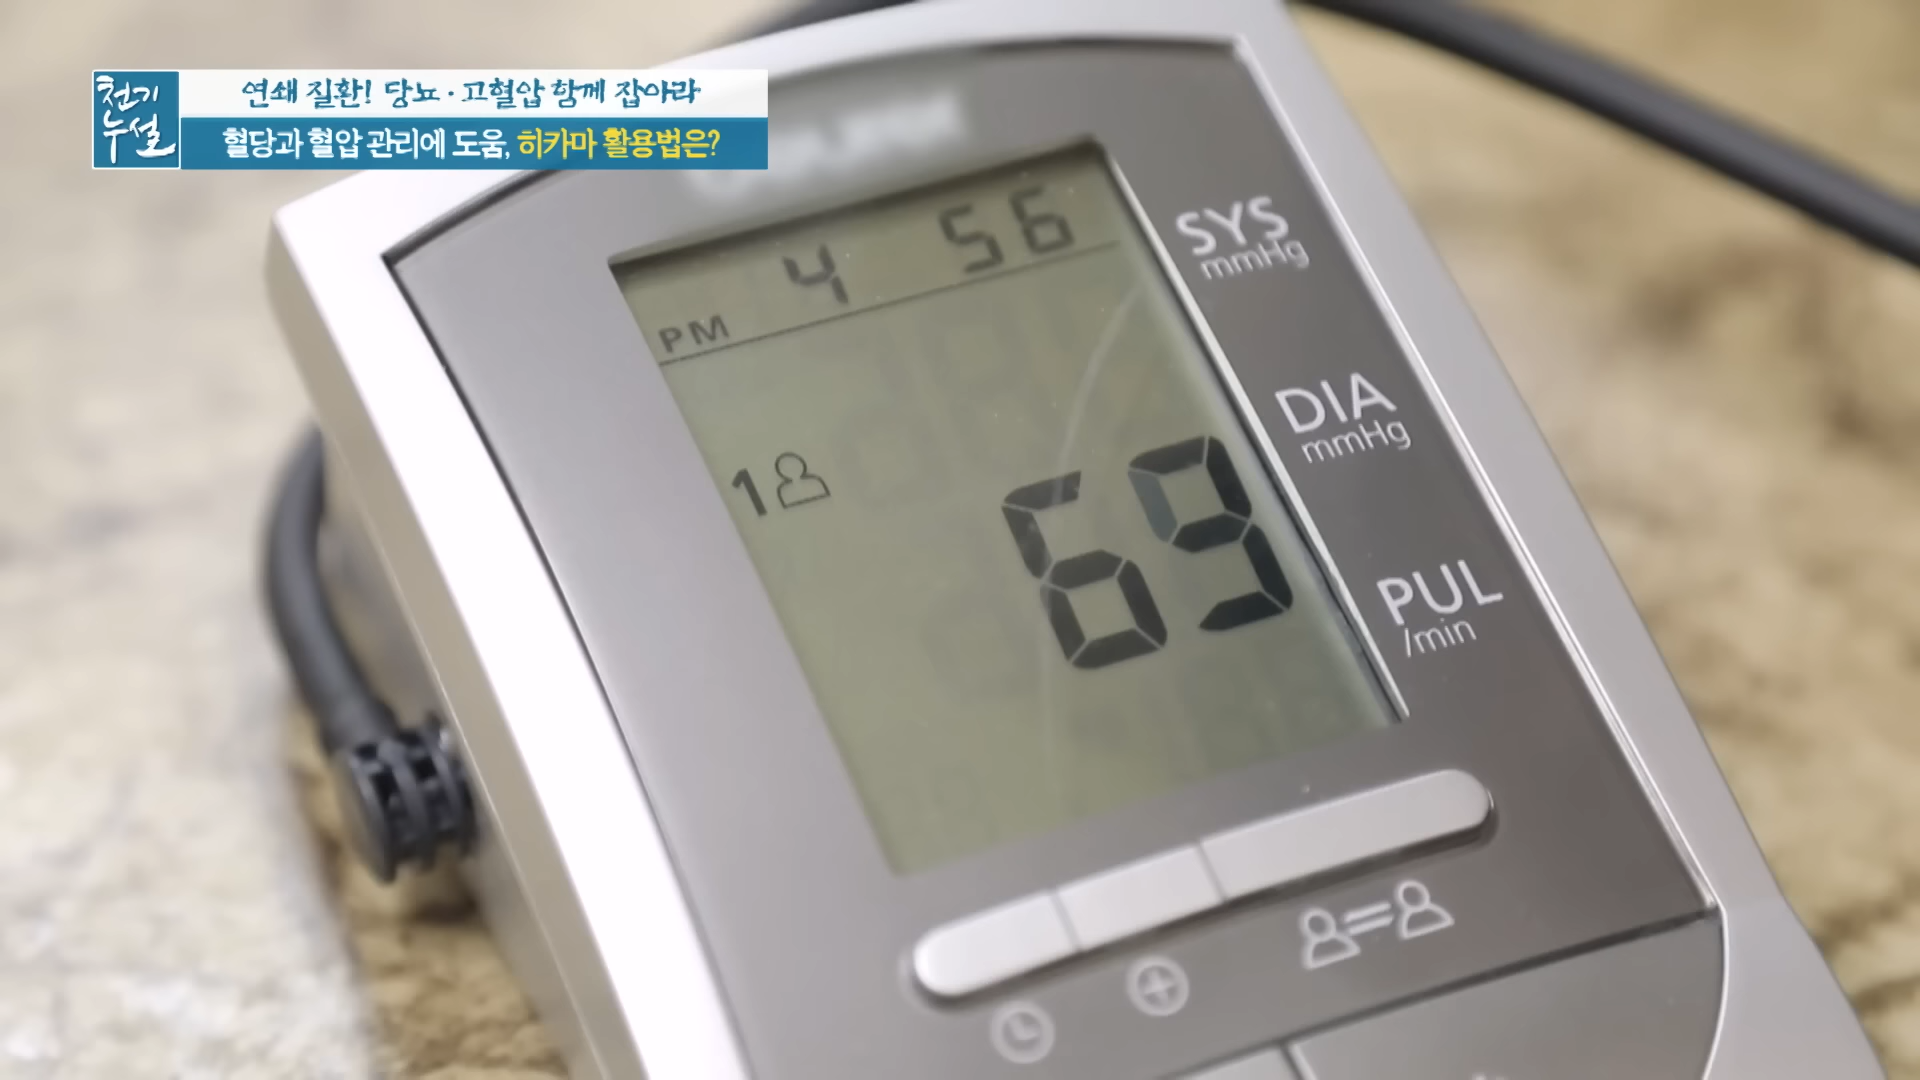 천기누설
연쇄 질환! 당뇨·고혈압 함께 잡아라
혈당과 혈압 관리에 도움, 히카마 활용법은?
4 56
PM
1
69
SYS
mmHg
DIA
mmHg
PUL
/min